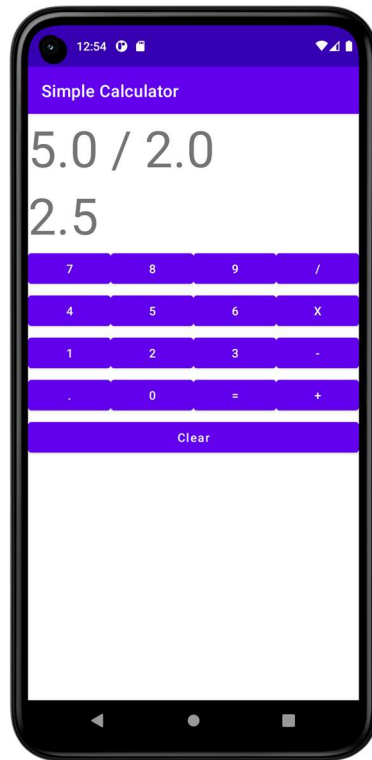 12:54
Simple Calculator
5.0 / 2.0
2.5
7 8 9 /
4 5 6 X
1 2 3 -
. 0 = +
Clear